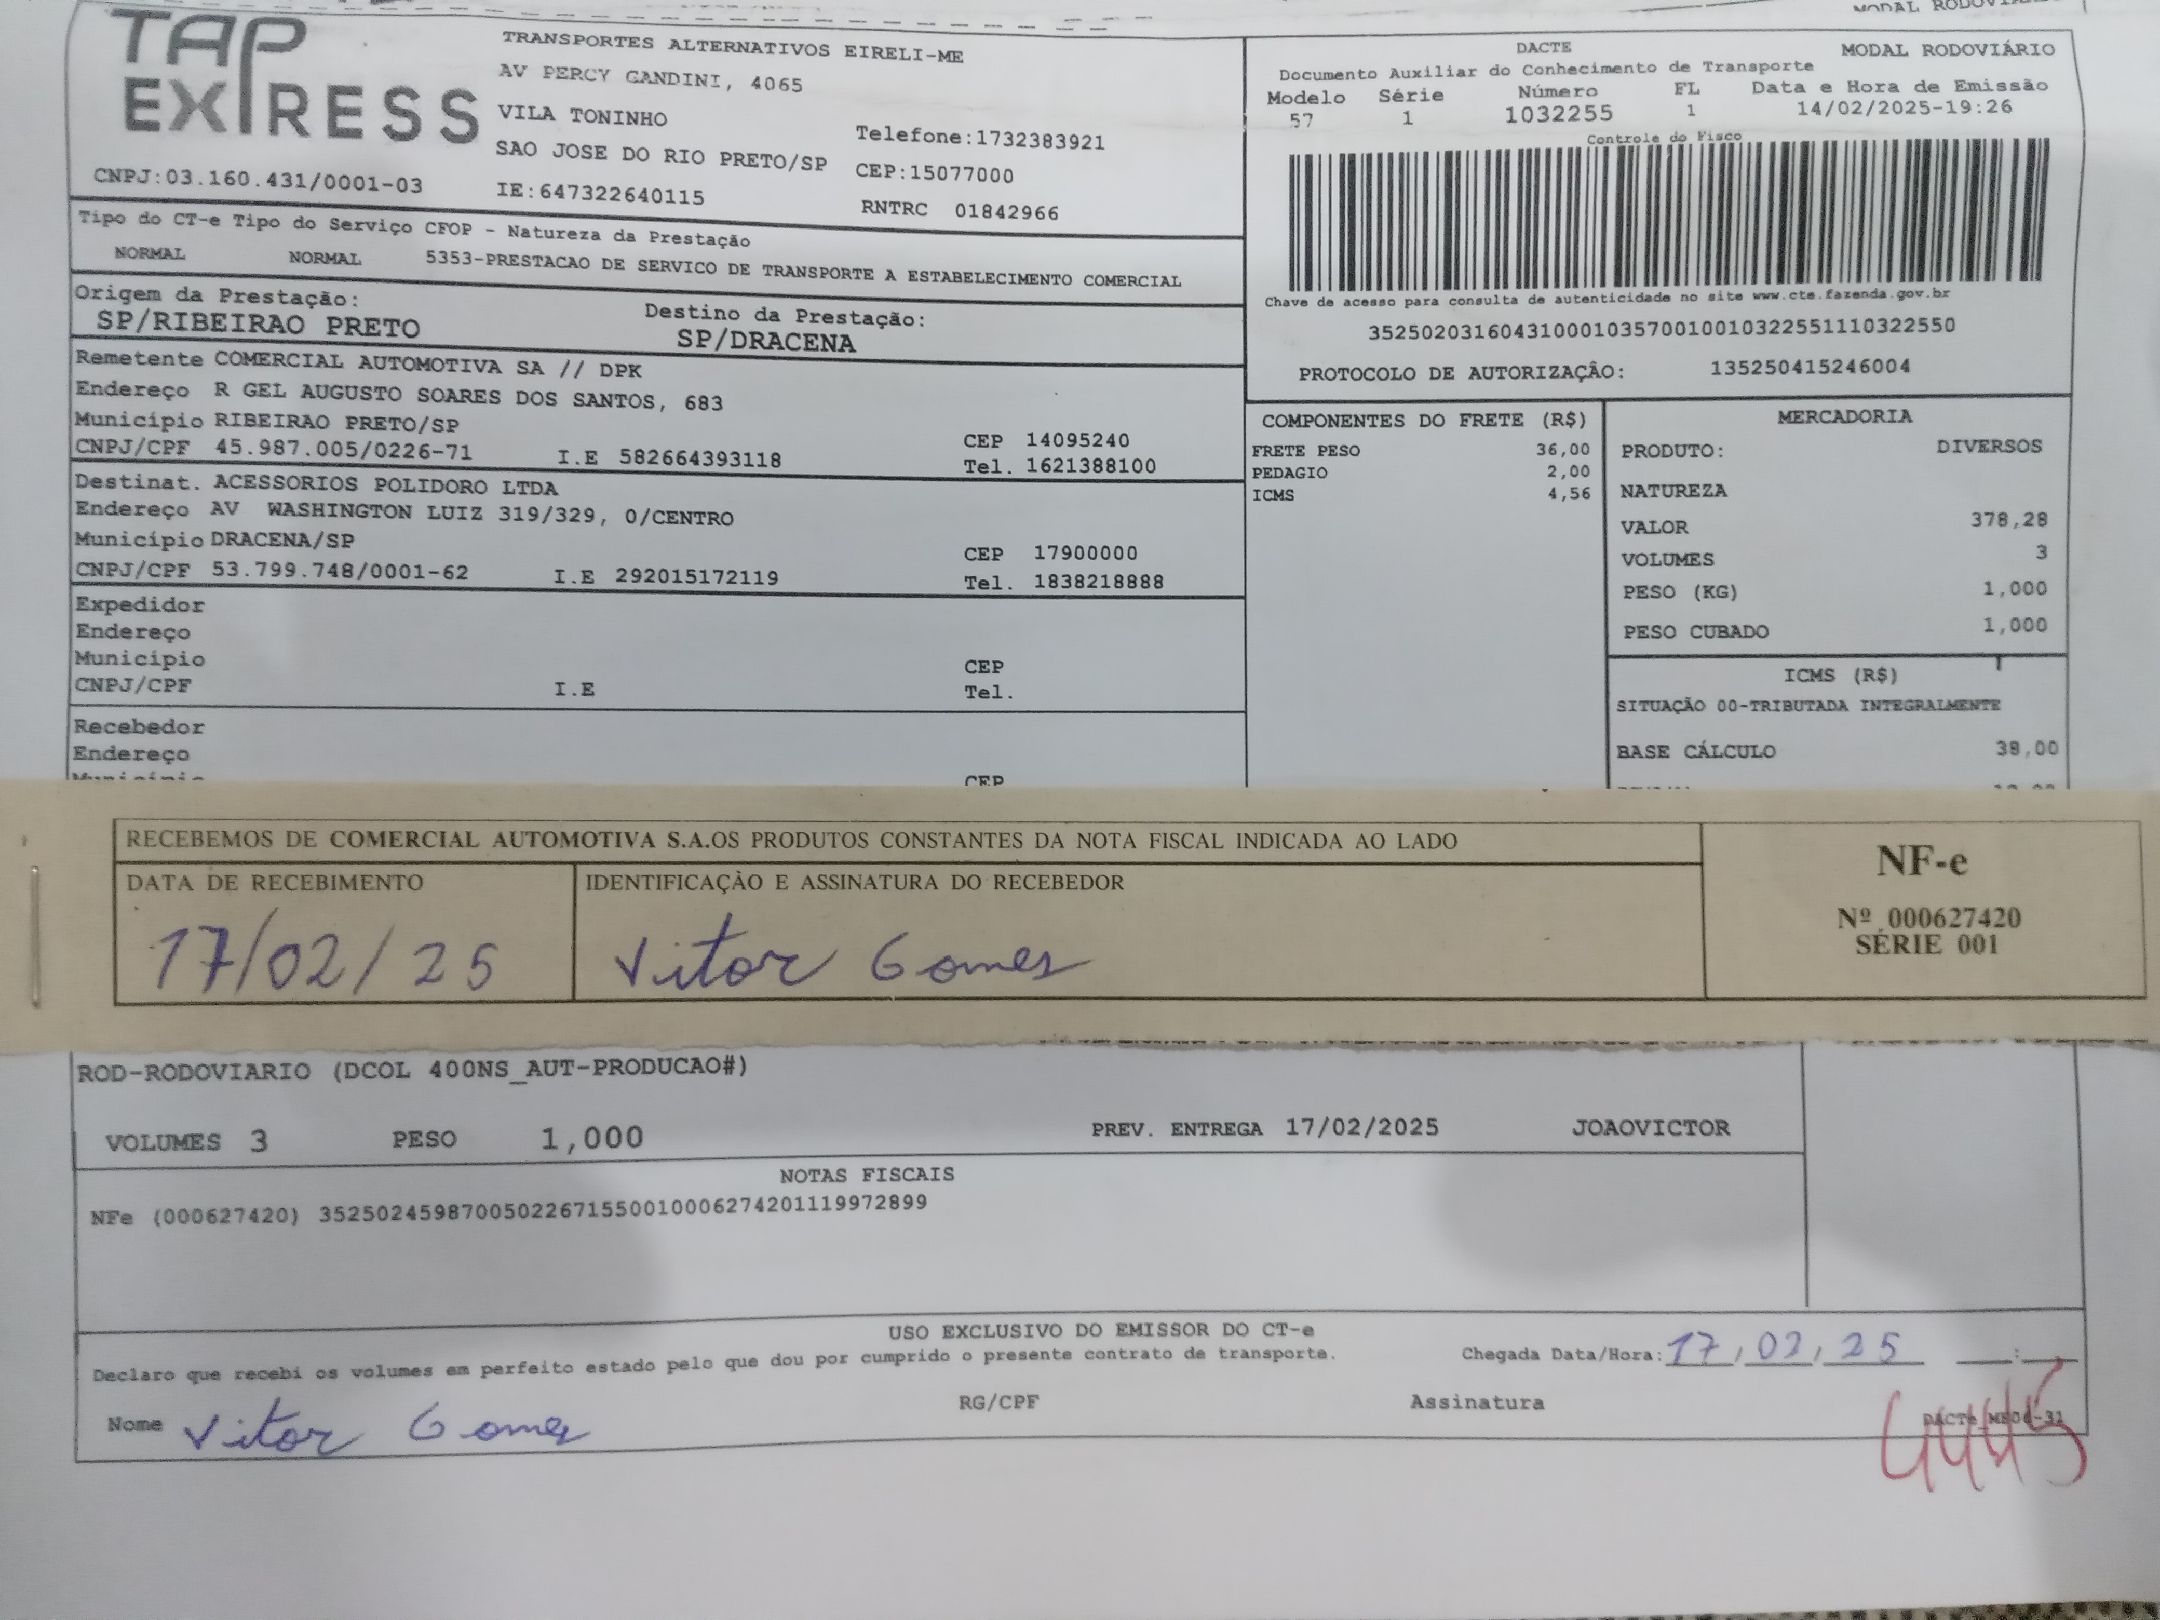 MODAL RODOVIÁRIO
TAP EXPRESS
TRANSPORTES ALTERNATIVOS EIRELI-ME
AV PERCY GANDINI, 4065
VILA TONINHO
SAO JOSE DO RIO PRETO/SP
Telefone:1732383921
CEP:15077000
CNPJ:03.160.431/0001-03
IE:647322640115
RNTRC 01842966
DACTE MODAL RODOVIÁRIO
Documento Auxiliar do Conhecimento de Transporte
Modelo Série Número FL Data e Hora de Emissão
57 1 1032255 1 14/02/2025-19:26
Controle do Fisco
Chave de acesso para consulta de autenticidade no site www.cte.fazenda.gov.br
35250203160431000103570010010322551110322550
PROTOCOLO DE AUTORIZAÇÃO: 135250415246004
Tipo do CT-e Tipo do Serviço CFOP - Natureza da Prestação
NORMAL NORMAL 5353-PRESTACAO DE SERVICO DE TRANSPORTE A ESTABELECIMENTO COMERCIAL
Origem da Prestação: Destino da Prestação:
SP/RIBEIRAO PRETO SP/DRACENA
Remetente COMERCIAL AUTOMOTIVA SA // DPK
Endereço R GEL AUGUSTO SOARES DOS SANTOS, 683
Município RIBEIRAO PRETO/SP CEP 14095240
CNPJ/CPF 45.987.005/0226-71 I.E 582664393118 Tel. 1621388100
Destinat. ACESSORIOS POLIDORO LTDA
Endereço AV WASHINGTON LUIZ 319/329, 0/CENTRO
Município DRACENA/SP CEP 17900000
CNPJ/CPF 53.799.748/0001-62 I.E 292015172119 Tel. 1838218888
Expedidor
Endereço
Município CEP
CNPJ/CPF I.E Tel.
Recebedor
Endereço
Município CEP
COMPONENTES DO FRETE (R$)
FRETE PESO 36,00
PEDAGIO 2,00
ICMS 4,56
MERCADORIA
PRODUTO: DIVERSOS
NATUREZA
VALOR 378,28
VOLUMES 3
PESO (KG) 1,000
PESO CUBADO 1,000
ICMS (R$)
SITUAÇÃO 00-TRIBUTADA INTEGRALMENTE
BASE CÁLCULO 38,00
RECEBEMOS DE COMERCIAL AUTOMOTIVA S.A.OS PRODUTOS CONSTANTES DA NOTA FISCAL INDICADA AO LADO
DATA DE RECEBIMENTO IDENTIFICAÇÃO E ASSINATURA DO RECEBEDOR
17/02/25 Vitor Gomes
NF-e
Nº 000627420
SÉRIE 001
ROD-RODOVIARIO (DCOL 400NS_AUT-PRODUCAO#)
VOLUMES 3 PESO 1,000 PREV. ENTREGA 17/02/2025 JOAOVICTOR
NOTAS FISCAIS
NFe (000627420) 35250245987005022671550010006274201119972899
USO EXCLUSIVO DO EMISSOR DO CT-e
Declaro que recebi os volumes em perfeito estado pelo que dou por cumprido o presente contrato de transporte.
Chegada Data/Hora: 17/02/25 __:__
Nome Vitor Gomes RG/CPF Assinatura